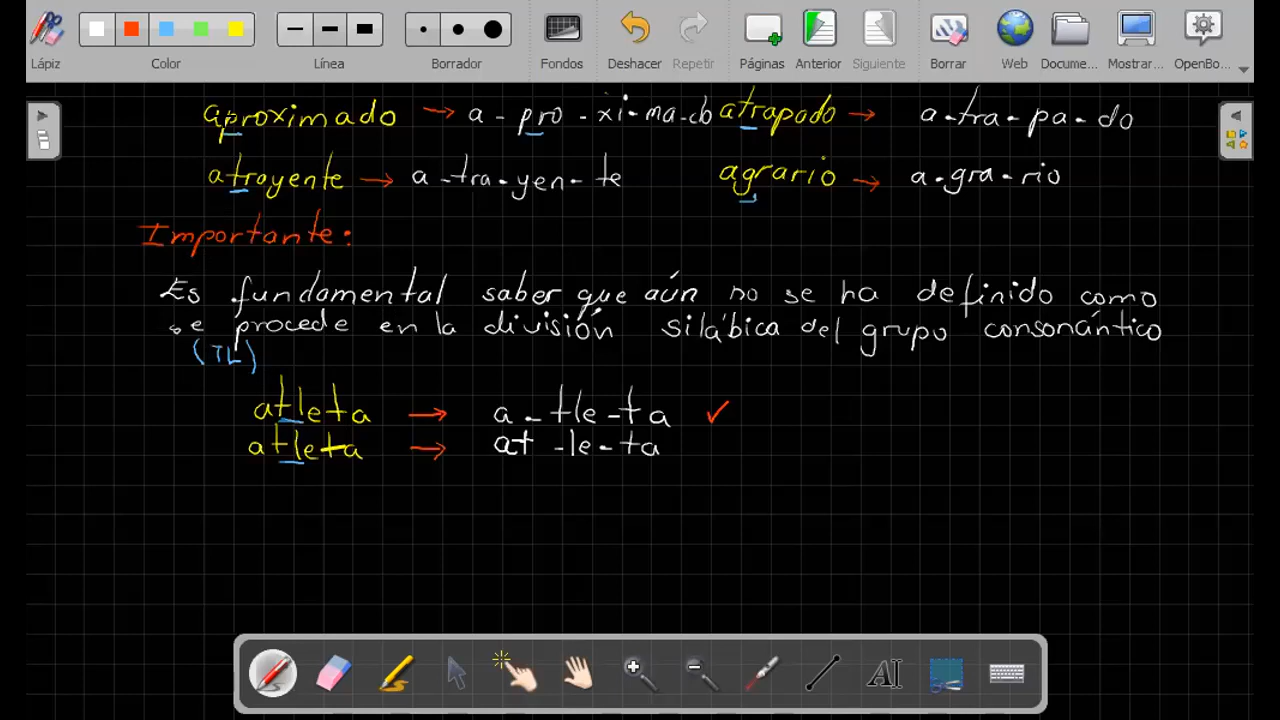 Lápiz Color Línea Borrador Fondos Deshacer Repetir Páginas Anterior Siguiente Borrar Web Docume... Mostrar... OpenBo...
aproximado → a - pro - xi - ma - do atrapado → a - tra - pa - do
atrayente → a - tra - yen - te agrario → a - gra - rio
Importante:
Es fundamental saber que aún no se ha definido como
se procede en la división silábica del grupo consonántico
(TL)
atleta → a - tle - ta ✓
atleta → at - le - ta